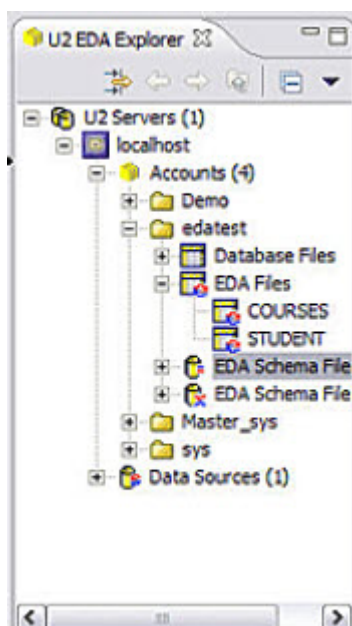 U2 EDA Explorer
U2 Servers (1)
localhost
Accounts (4)
Demo
edatest
Database Files
EDA Files
COURSES
STUDENT
EDA Schema File
EDA Schema File
Master_sys
sys
Data Sources (1)